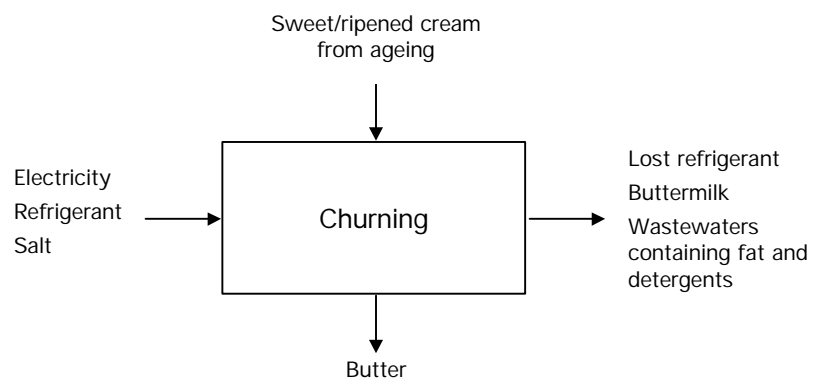 Sweet/ripened cream
from ageing
Electricity
Refrigerant
Salt
Churning
Lost refrigerant
Buttermilk
Wastewaters
containing fat and
detergents
Butter